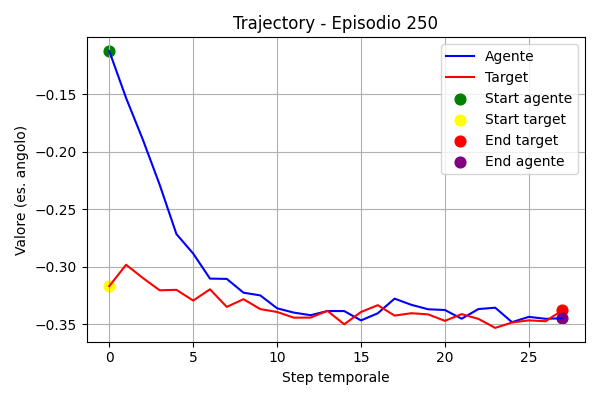 Trajectory - Episodio 250
Agente
Target
Start agente
Start target
End target
End agente
Valore (es. angolo)
−0.15
−0.20
−0.25
−0.30
−0.35
0 5 10 15 20 25
Step temporale